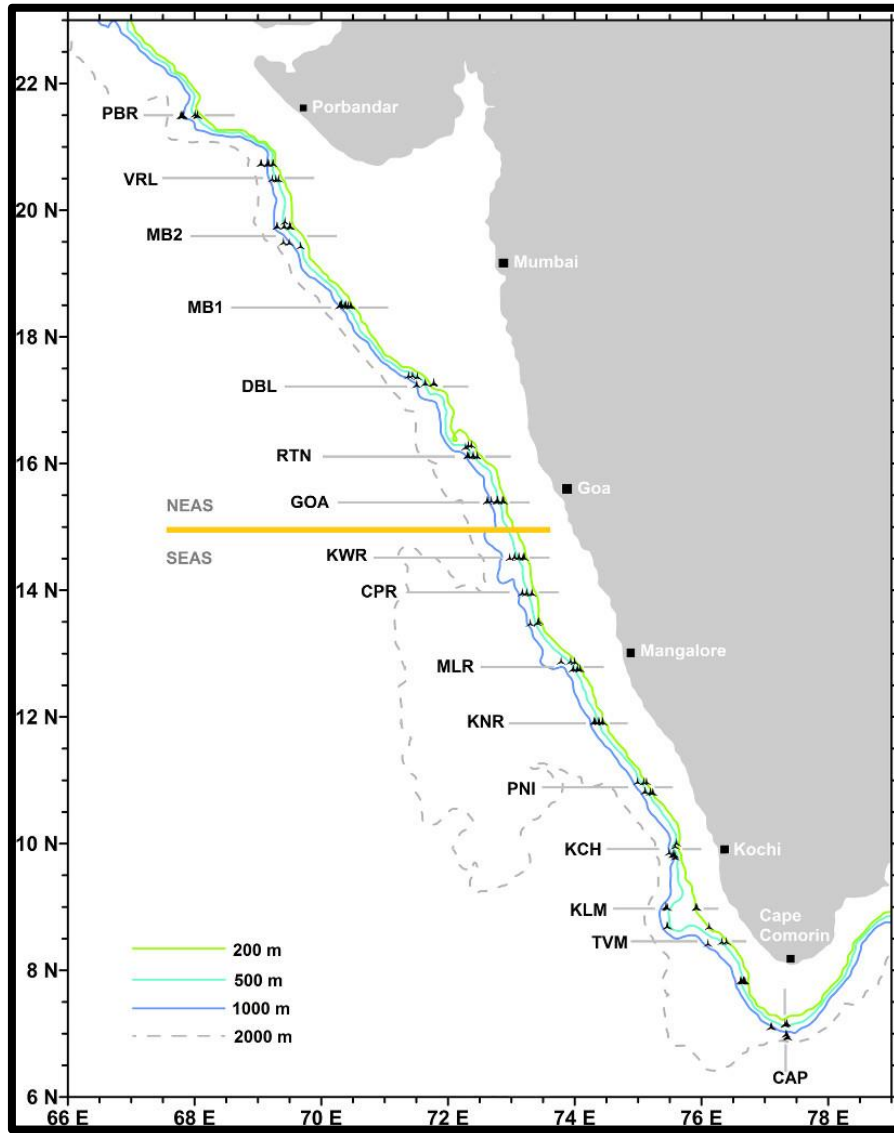 22 N
PBR
Porbandar
VRL
20 N
MB2
Mumbai
MB1
18 N
DBL
RTN
16 N
GOA
Goa
NEAS
SEAS
KWR
14 N
CPR
Mangalore
MLR
12 N
KNR
PNI
10 N
KCH
Kochi
KLM
Cape
Comorin
TVM
200 m
8 N
500 m
1000 m
2000 m
CAP
6 N
66 E 68 E 70 E 72 E 74 E 76 E 78 E